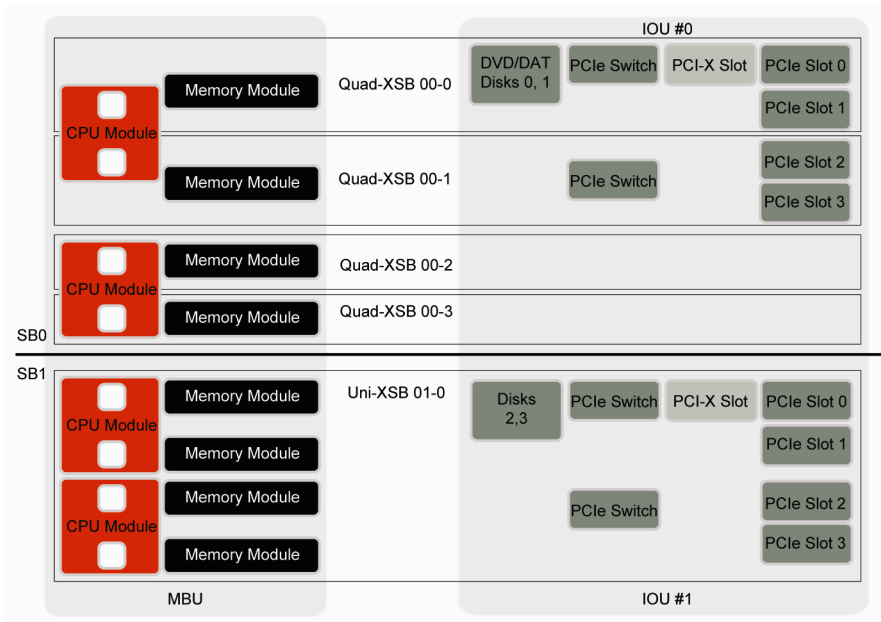 IOU #0
DVD/DAT
Disks 0, 1
PCIe Switch
PCI-X Slot
PCIe Slot 0
Memory Module
Quad-XSB 00-0
PCIe Slot 1
CPU Module
PCIe Slot 2
Memory Module
Quad-XSB 00-1
PCIe Switch
PCIe Slot 3
Memory Module
Quad-XSB 00-2
CPU Module
Memory Module
Quad-XSB 00-3
SB0
SB1
Memory Module
Uni-XSB 01-0
Disks
2,3
PCIe Switch
PCI-X Slot
PCIe Slot 0
CPU Module
Memory Module
PCIe Slot 1
Memory Module
PCIe Slot 2
CPU Module
PCIe Switch
Memory Module
PCIe Slot 3
MBU
IOU #1